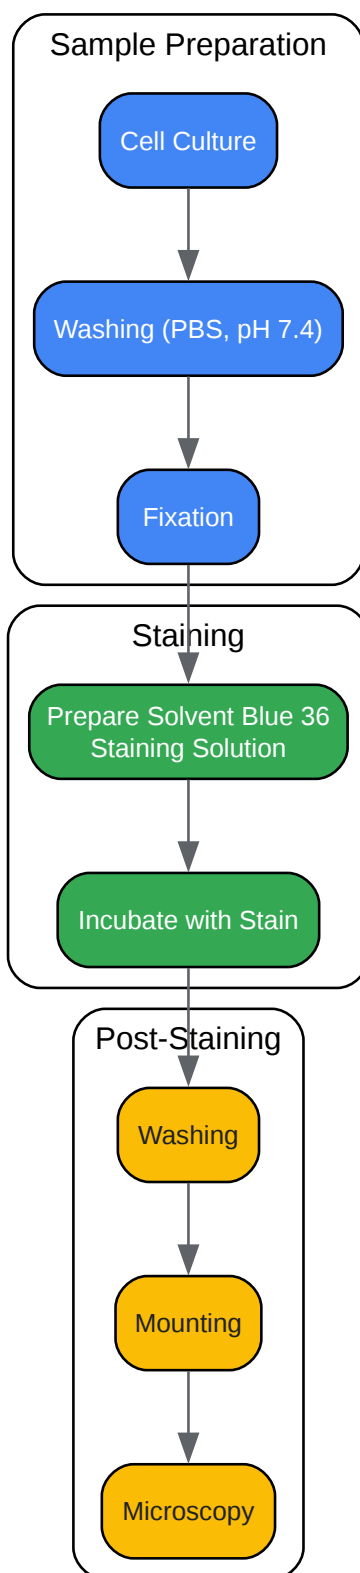 Sample Preparation
Cell Culture
Washing (PBS, pH 7.4)
Fixation
Staining
Prepare Solvent Blue 36
Staining Solution
Incubate with Stain
Post-Staining
Washing
Mounting
Microscopy